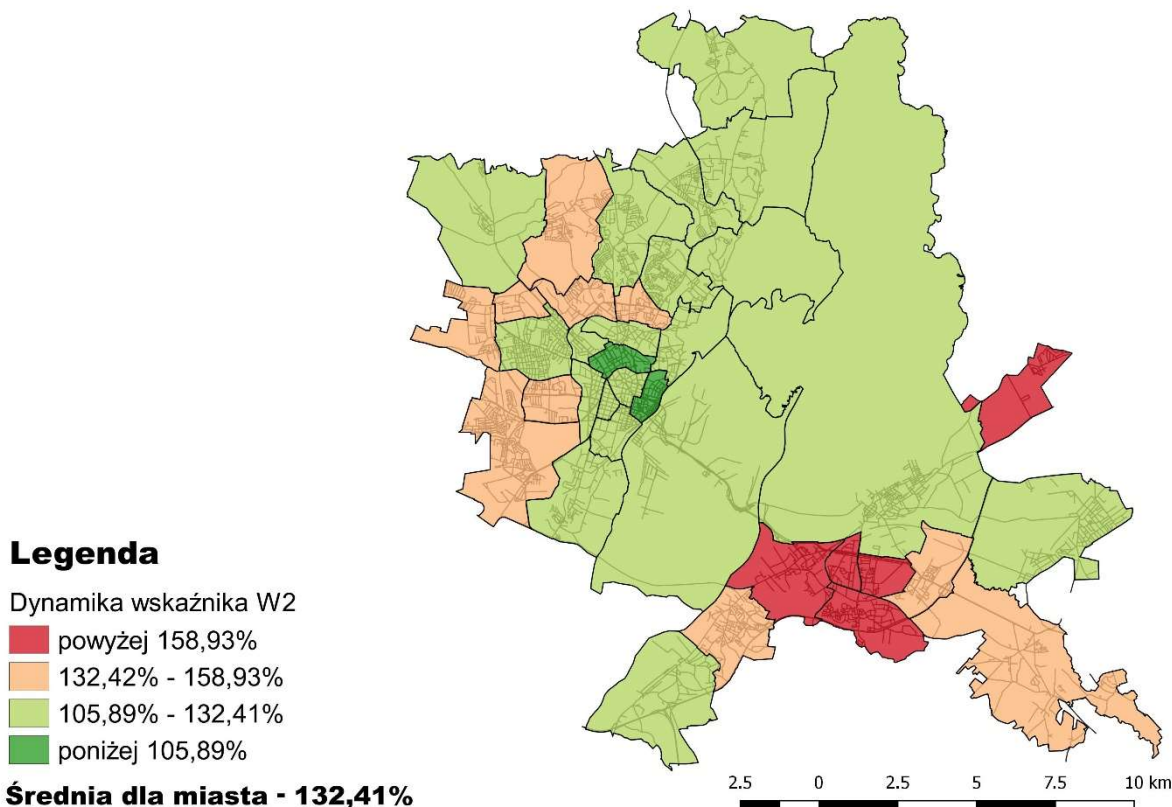 Legenda
Dynamika wskaźnika W2
powyżej 158,93%
132,42% - 158,93%
105,89% - 132,41%
poniżej 105,89%
Średnia dla miasta - 132,41%
2.5 0 2.5 5 7.5 10 km